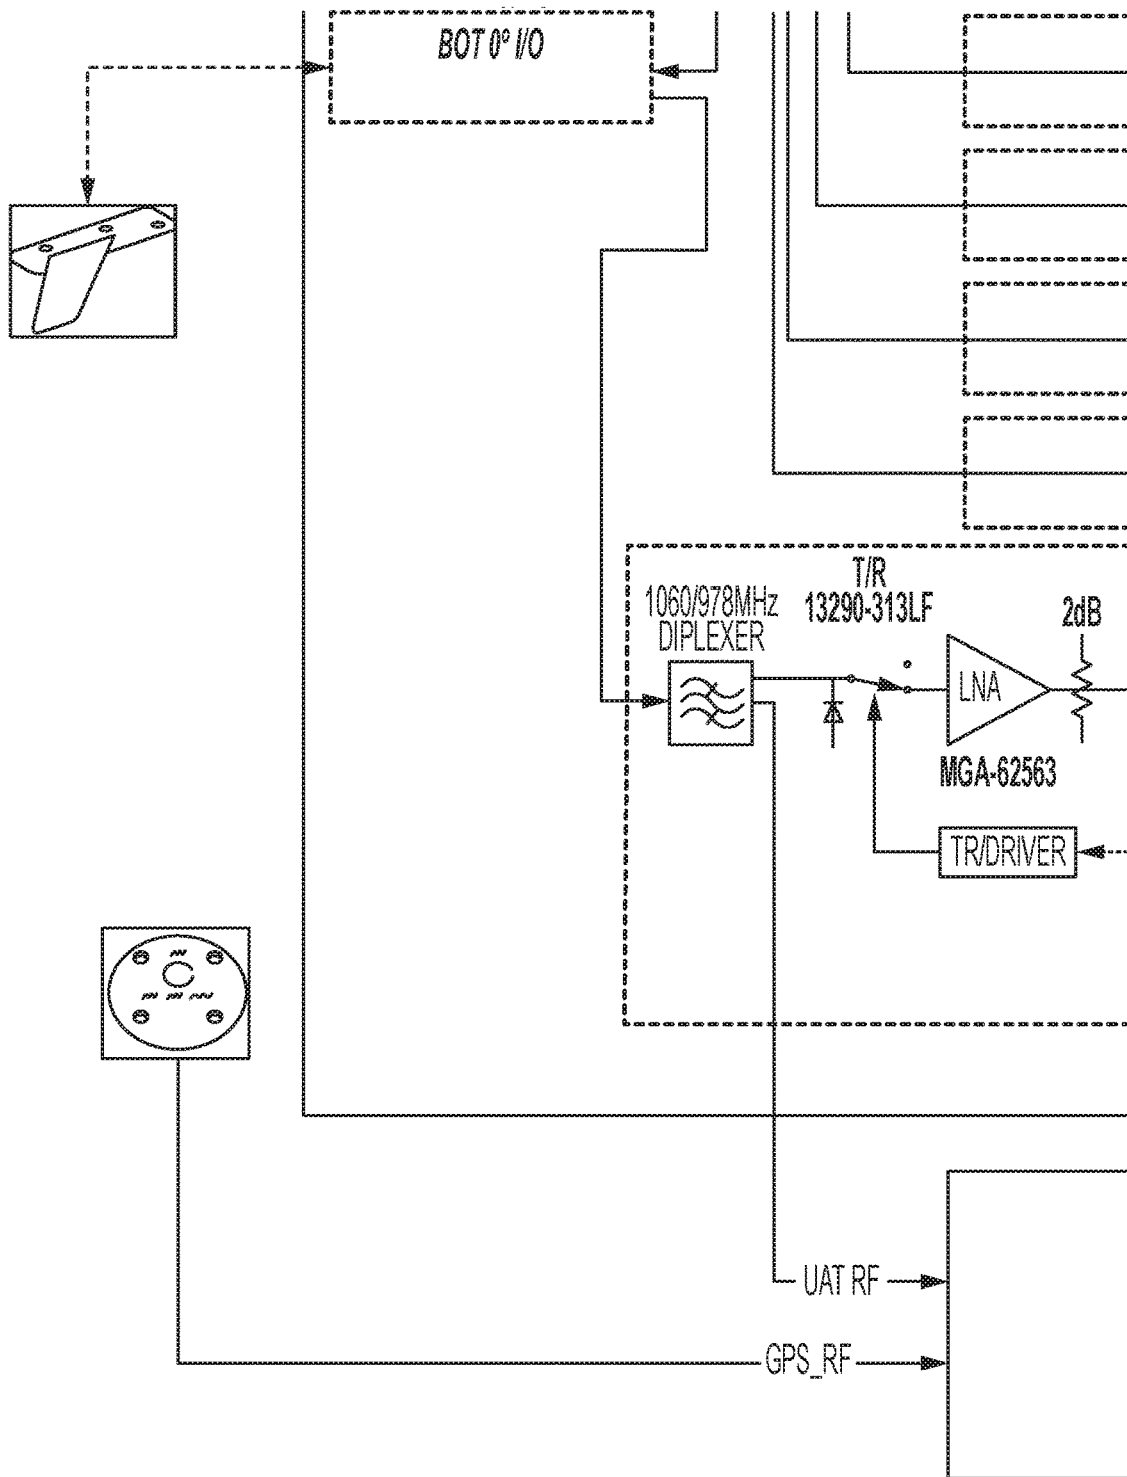 BOT 0° I/O
T/R
13290-313LF
1060/978MHz
DIPLEXER
2dB
LNA
MGA-62563
TR/DRIVER
UAT RF
GPS_RF